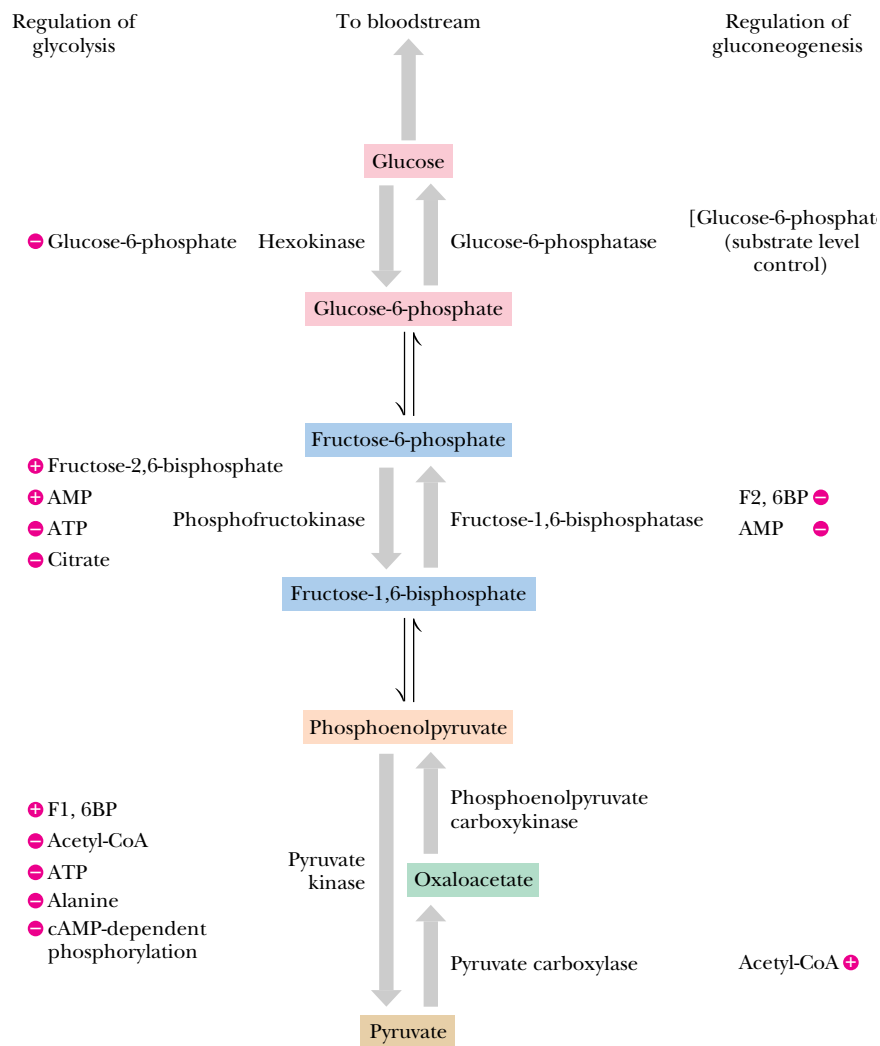 Regulation of
glycolysis
To bloodstream
Regulation of
gluconeogenesis
Glucose
− Glucose-6-phosphate
Hexokinase
Glucose-6-phosphatase
[Glucose-6-phosphat
(substrate level
control)
Glucose-6-phosphate
Fructose-6-phosphate
+ Fructose-2,6-bisphosphate
+ AMP
− ATP
− Citrate
Phosphofructokinase
Fructose-1,6-bisphosphatase
F2, 6BP −
AMP −
Fructose-1,6-bisphosphate
Phosphoenolpyruvate
+ F1, 6BP
− Acetyl-CoA
− ATP
− Alanine
− cAMP-dependent
phosphorylation
Pyruvate
kinase
Phosphoenolpyruvate
carboxykinase
Oxaloacetate
Pyruvate carboxylase
Acetyl-CoA +
Pyruvate